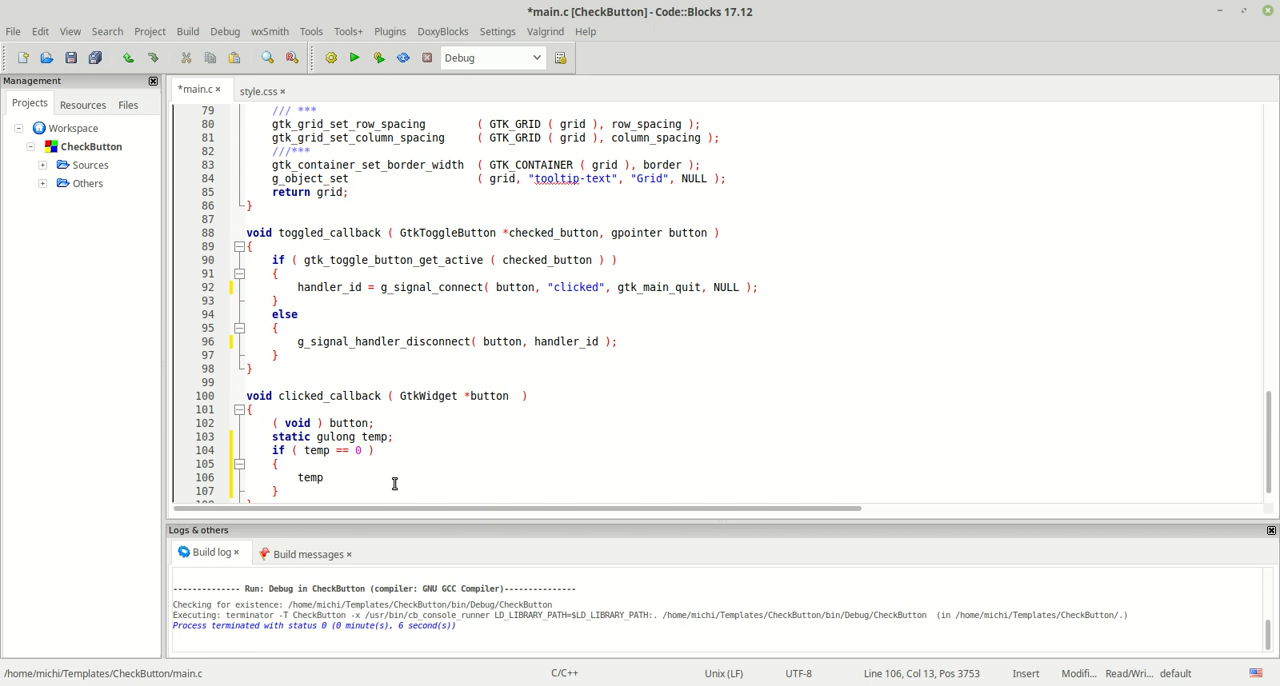 *main.c [CheckButton] - Code::Blocks 17.12
File Edit View Search Project Build Debug wxSmith Tools Tools+ Plugins DoxyBlocks Settings Valgrind Help
Debug
Management
*main.c × style.css ×
Projects Resources Files
Workspace
CheckButton
Sources
Others
79 /// ***
80 gtk_grid_set_row_spacing ( GTK_GRID ( grid ), row_spacing );
81 gtk_grid_set_column_spacing ( GTK_GRID ( grid ), column_spacing );
82 ///***
83 gtk_container_set_border_width ( GTK_CONTAINER ( grid ), border );
84 g_object_set ( grid, "tooltip-text", "Grid", NULL );
85 return grid;
86 }
87
88 void toggled_callback ( GtkToggleButton *checked_button, gpointer button )
89 {
90 if ( gtk_toggle_button_get_active ( checked_button ) )
91 {
92 handler_id = g_signal_connect( button, "clicked", gtk_main_quit, NULL );
93 }
94 else
95 {
96 g_signal_handler_disconnect( button, handler_id );
97 }
98 }
99
100 void clicked_callback ( GtkWidget *button )
101 {
102 ( void ) button;
103 static gulong temp;
104 if ( temp == 0 )
105 {
106 temp
107 }
Logs & others
Build log × Build messages ×
-------------- Run: Debug in CheckButton (compiler: GNU GCC Compiler)---------------
Checking for existence: /home/michi/Templates/CheckButton/bin/Debug/CheckButton
Executing: terminator -T CheckButton -x /usr/bin/cb_console_runner LD_LIBRARY_PATH=$LD_LIBRARY_PATH:. /home/michi/Templates/CheckButton/bin/Debug/CheckButton (in /home/michi/Templates/CheckButton/.)
Process terminated with status 0 (0 minute(s), 6 second(s))
/home/michi/Templates/CheckButton/main.c C/C++ Unix (LF) UTF-8 Line 106, Col 13, Pos 3753 Insert Modifi... Read/Wri... default